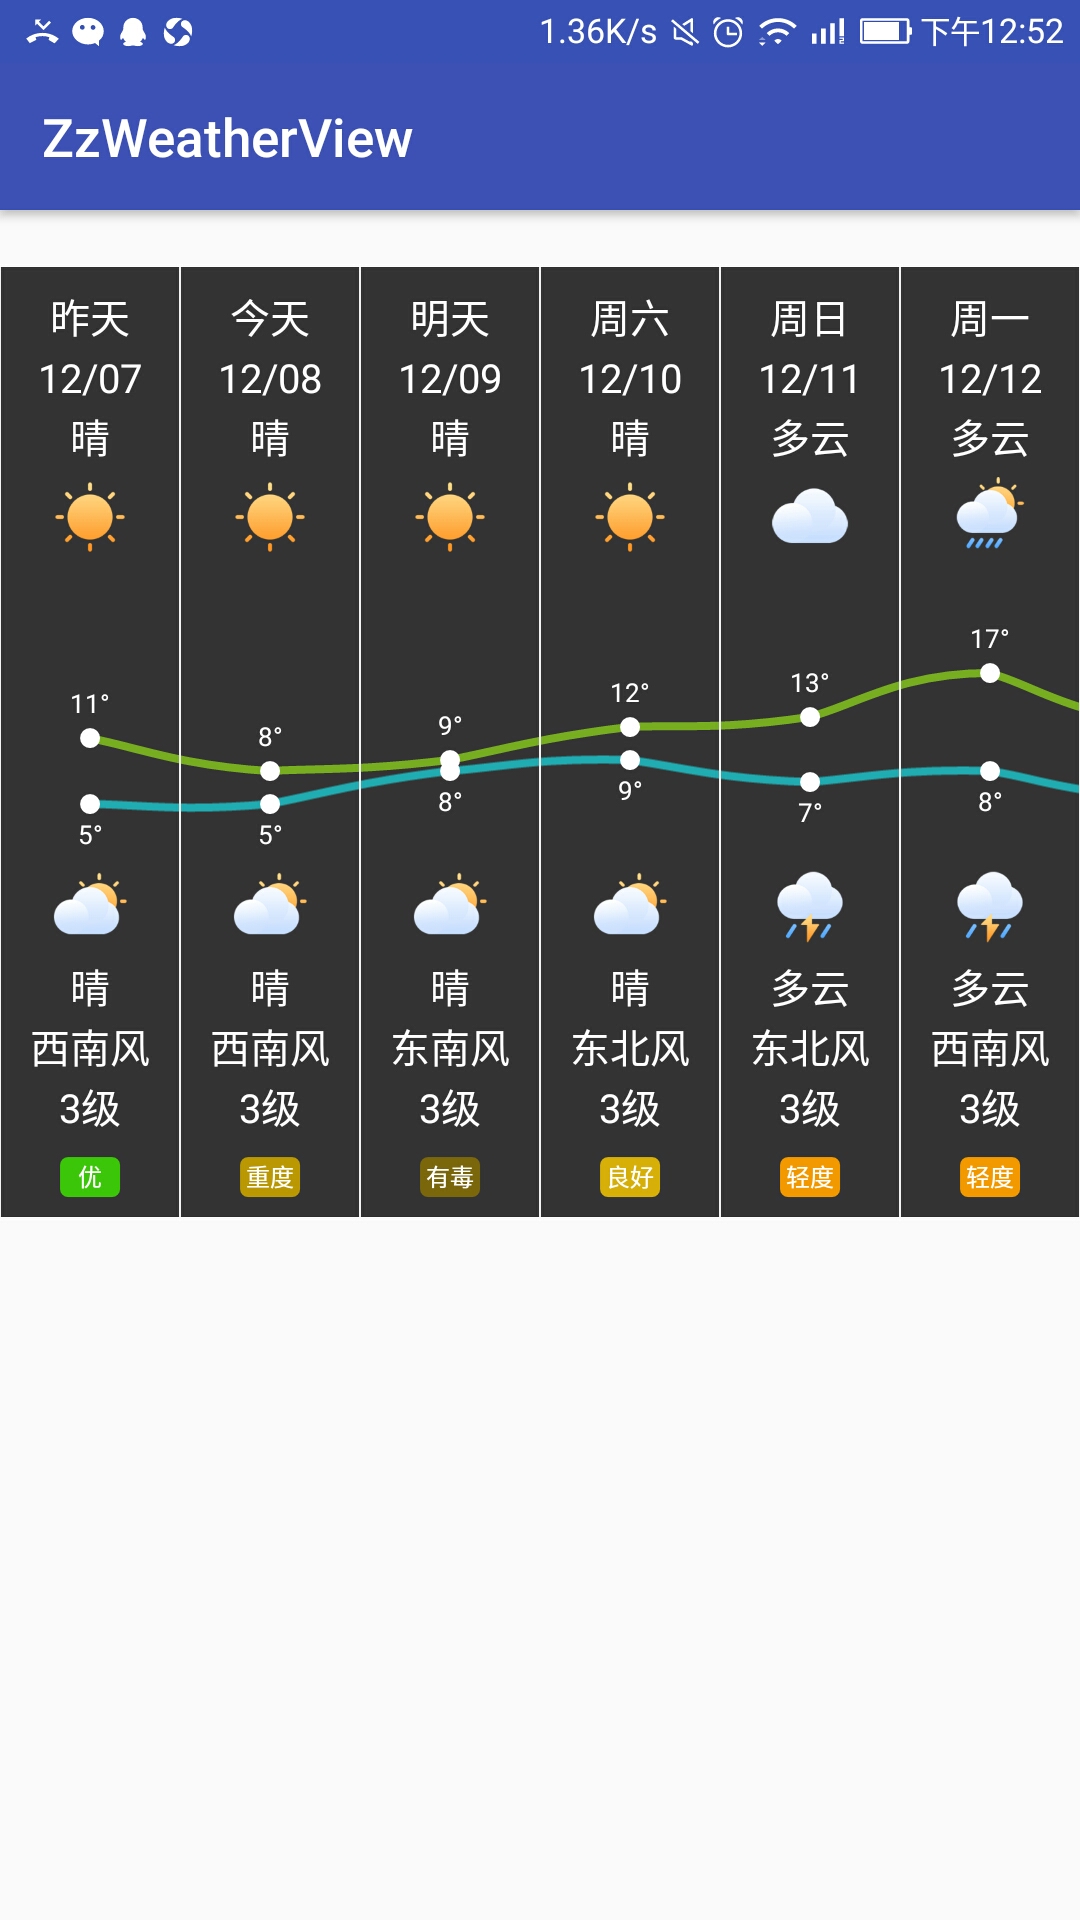 1.36K/s 下午12:52
ZzWeatherView
昨天 今天 明天 周六 周日 周一
12/07 12/08 12/09 12/10 12/11 12/12
晴 晴 晴 晴 多云 多云
11° 8° 9° 12° 13° 17°
5° 5° 8° 9° 7° 8°
晴 晴 晴 晴 多云 多云
西南风 西南风 东南风 东北风 东北风 西南风
3级 3级 3级 3级 3级 3级
优 重度 有毒 良好 轻度 轻度